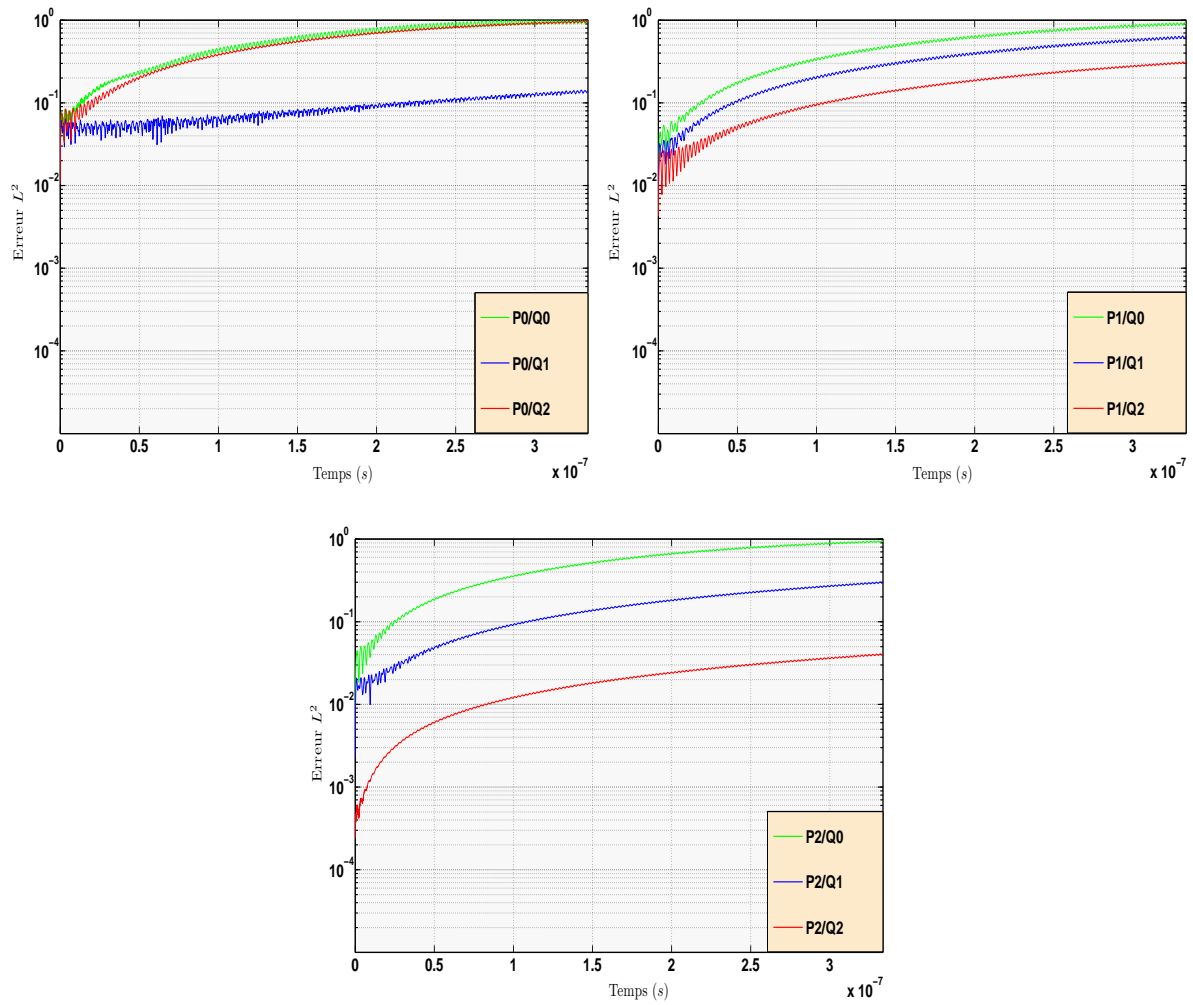 10^0
10^-1
10^-2
10^-3
10^-4
Erreur L^2
0 0.5 1 1.5 2 2.5 3
x 10^-7
Temps (s)
P0/Q0
P0/Q1
P0/Q2
10^0
10^-1
10^-2
10^-3
10^-4
Erreur L^2
0 0.5 1 1.5 2 2.5 3
x 10^-7
Temps (s)
P1/Q0
P1/Q1
P1/Q2
10^0
10^-1
10^-2
10^-3
10^-4
Erreur L^2
0 0.5 1 1.5 2 2.5 3
x 10^-7
Temps (s)
P2/Q0
P2/Q1
P2/Q2